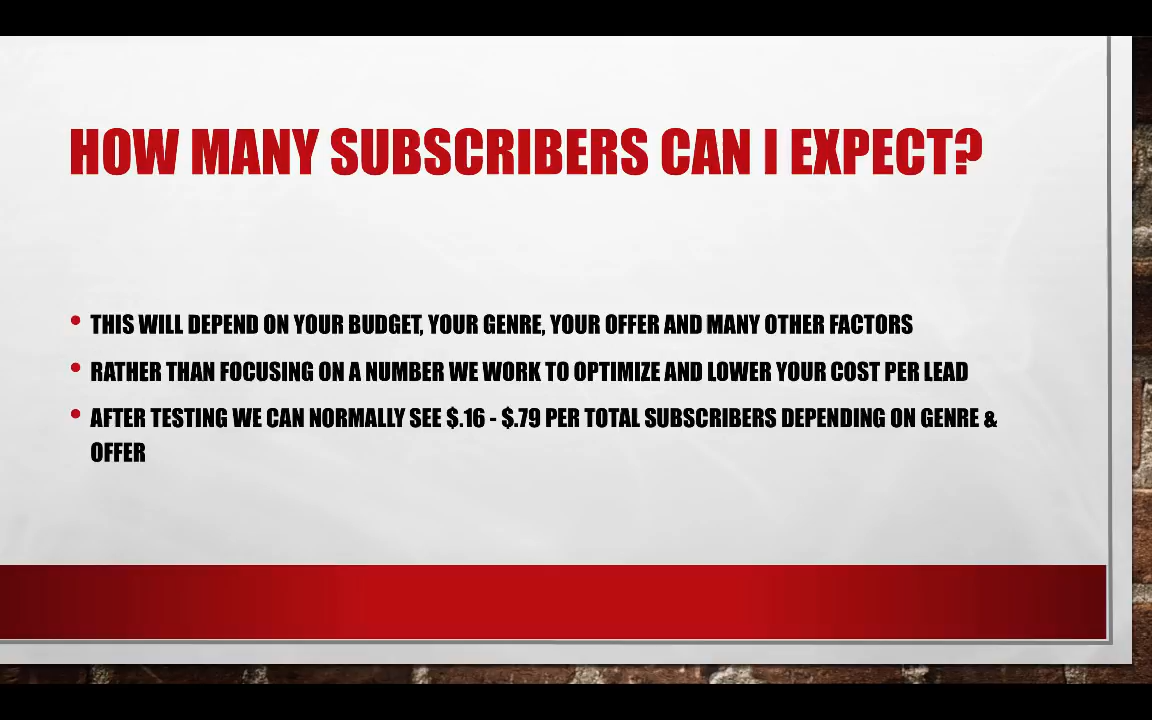 HOW MANY SUBSCRIBERS CAN I EXPECT?
• THIS WILL DEPEND ON YOUR BUDGET, YOUR GENRE, YOUR OFFER AND MANY OTHER FACTORS
• RATHER THAN FOCUSING ON A NUMBER WE WORK TO OPTIMIZE AND LOWER YOUR COST PER LEAD
• AFTER TESTING WE CAN NORMALLY SEE $.16 - $.79 PER TOTAL SUBSCRIBERS DEPENDING ON GENRE &
OFFER